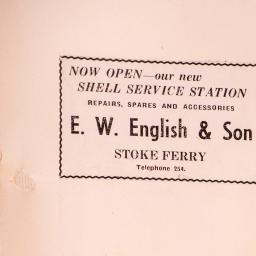 NOW OPEN—our new
SHELL SERVICE STATION
REPAIRS, SPARES AND ACCESSORIES
E. W. English & Son
STOKE FERRY
Telephone 254.